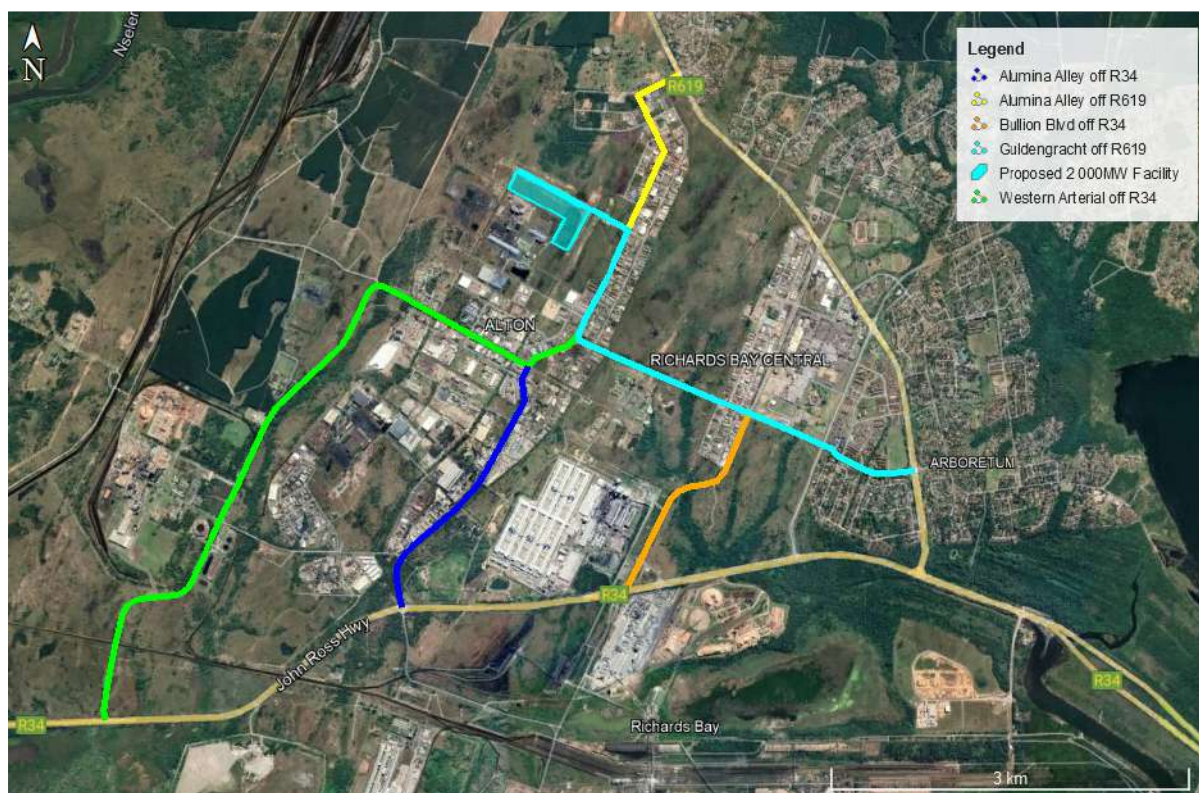 N
Nseler
R619
Legend
Alumina Alley off R34
Alumina Alley off R619
Bullion Blvd off R34
Guldengracht off R619
Proposed 2 000MW Facility
Western Arterial off R34
ALTON
RICHARDS BAY CENTRAL
ARBORETUM
R34
John Ross Hwy
R34
R34
Richards Bay
3 km